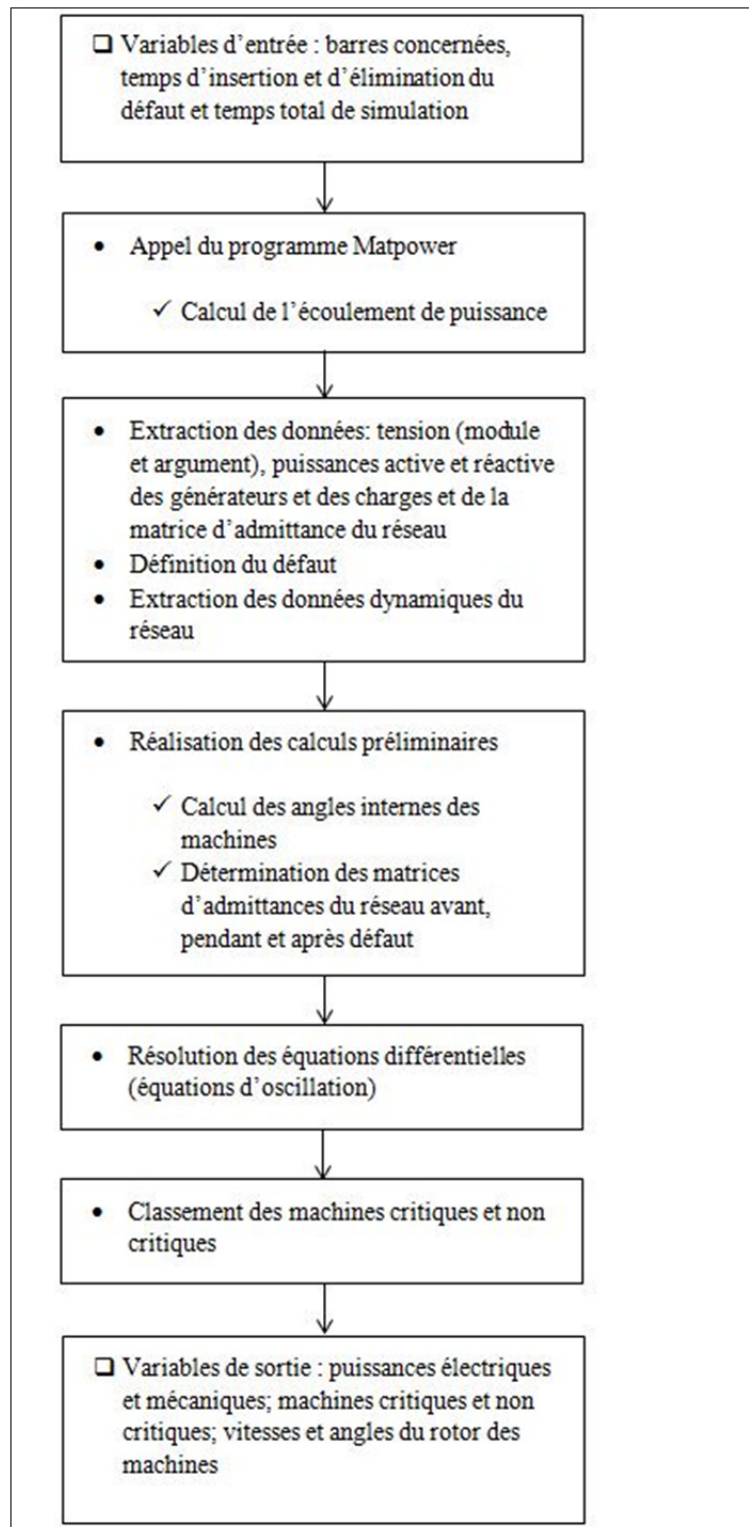 ❑ Variables d’entrée : barres concernées,
temps d’insertion et d’élimination du
défaut et temps total de simulation
• Appel du programme Matpower
✓ Calcul de l’écoulement de puissance
• Extraction des données: tension (module
et argument), puissances active et réactive
des générateurs et des charges et de la
matrice d’admittance du réseau
• Définition du défaut
• Extraction des données dynamiques du
réseau
• Réalisation des calculs préliminaires
✓ Calcul des angles internes des
machines
✓ Détermination des matrices
d’admittances du réseau avant,
pendant et après défaut
• Résolution des équations différentielles
(équations d’oscillation)
• Classement des machines critiques et non
critiques
❑ Variables de sortie : puissances électriques
et mécaniques; machines critiques et non
critiques; vitesses et angles du rotor des
machines